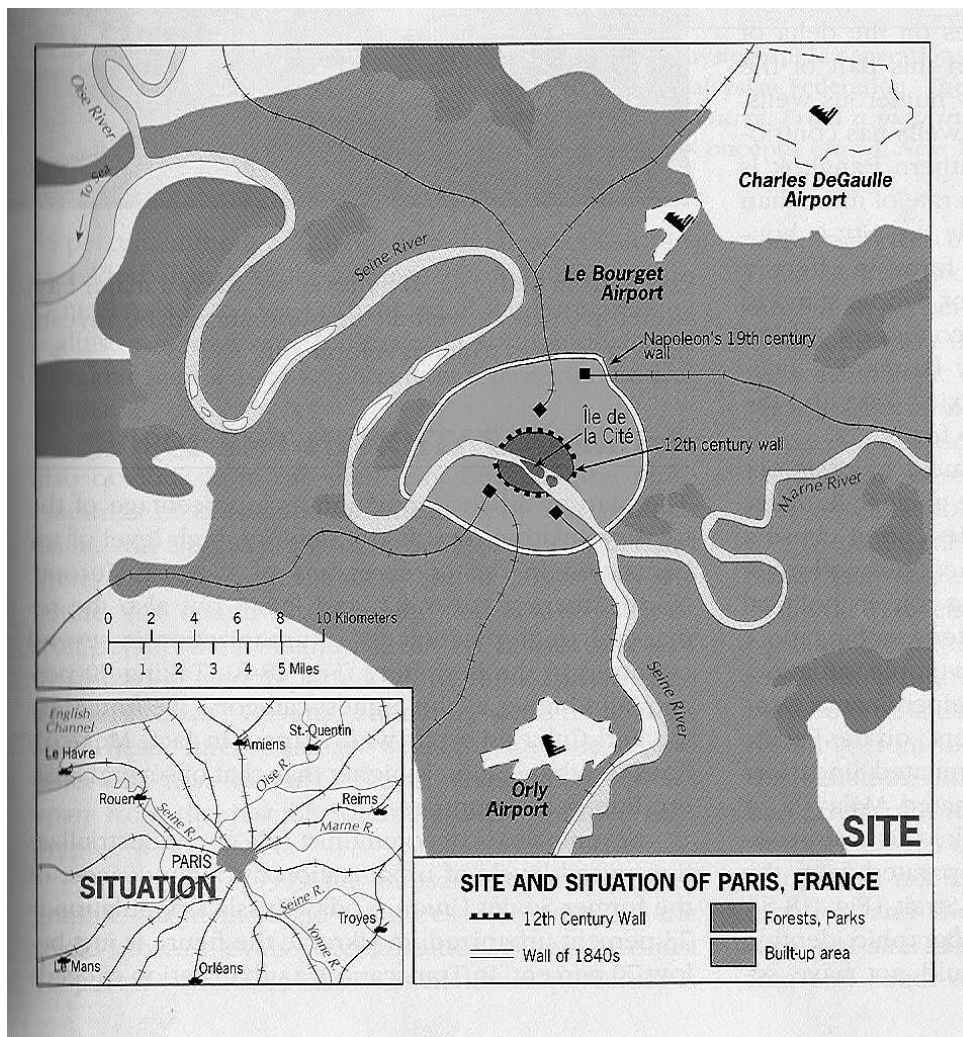 Oise River
To Sea
Seine River
Charles DeGaulle
Airport
Le Bourget
Airport
Napoleon's 19th century
wall
Île de
la Cité
12th century wall
Marne River
0 2 4 6 8 10 Kilometers
0 1 2 3 4 5 Miles
Seine River
Orly
Airport
SITE
English
Channel
Le Havre
Rouen
Seine R.
Amiens
St.-Quentin
Oise R.
Reims
Marne R.
PARIS
SITUATION
Seine R.
Troyes
Yonne R.
Le Mans
Orléans
SITE AND SITUATION OF PARIS, FRANCE
12th Century Wall
Wall of 1840s
Forests, Parks
Built-up area